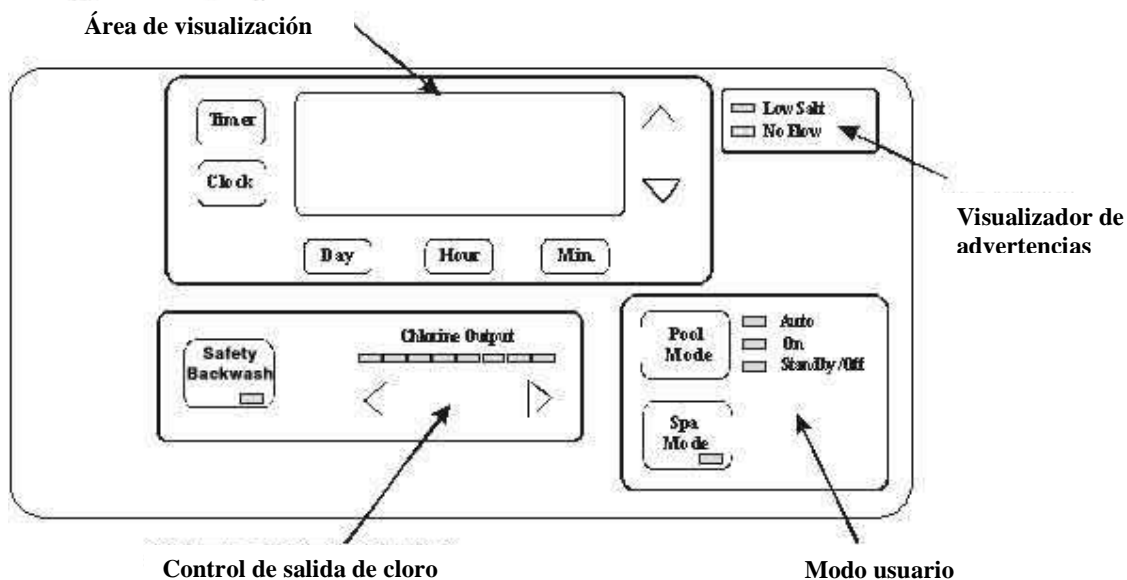 Área de visualización
Timer
Clock
Low Salt
No Flow
Visualizador de
advertencias
Day
Hour
Min.
Safety
Backwash
Chlorine Output
Pool
Mode
Auto
On
StandBy/Off
Spa
Mode
Control de salida de cloro
Modo usuario